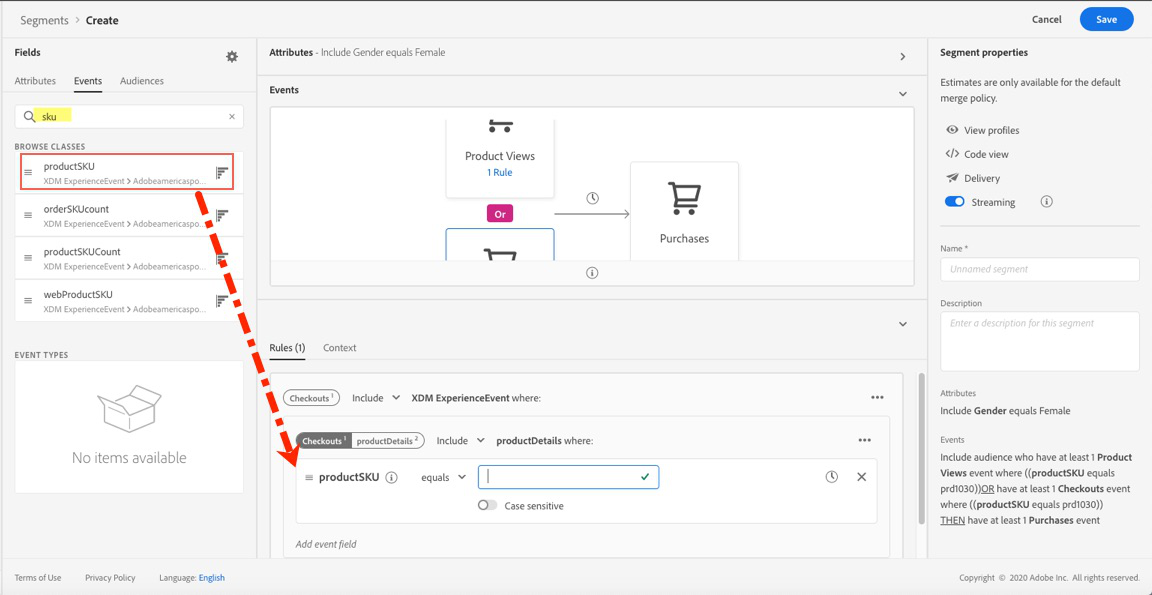 Segments > Create
Cancel
Save
Fields
Attributes
Events
Audiences
sku
BROWSE CLASSES
productSKU
XDM ExperienceEvent > Adobeamericaspo...
orderSKUcount
XDM ExperienceEvent > Adobeamericaspo...
productSKUCount
XDM ExperienceEvent > Adobeamericaspo...
webProductSKU
XDM ExperienceEvent > Adobeamericaspo...
EVENT TYPES
No items available
Attributes - Include Gender equals Female
Events
Product Views
1 Rule
Or
Purchases
Rules (1)
Context
Checkouts 1
Include
XDM ExperienceEvent where:
Checkouts 1
productDetails 2
Include
productDetails where:
productSKU
equals
Case sensitive
Add event field
Segment properties
Estimates are only available for the default
merge policy.
View profiles
Code view
Delivery
Streaming
Name *
Unnamed segment
Description
Enter a description for this segment
Attributes
Include Gender equals Female
Events
Include audience who have at least 1 Product
Views event where ((productSKU equals
prd1030))OR have at least 1 Checkouts event
where ((productSKU equals prd1030))
THEN have at least 1 Purchases event
Terms of Use
Privacy Policy
Language: English
Copyright © 2020 Adobe Inc. All rights reserved.